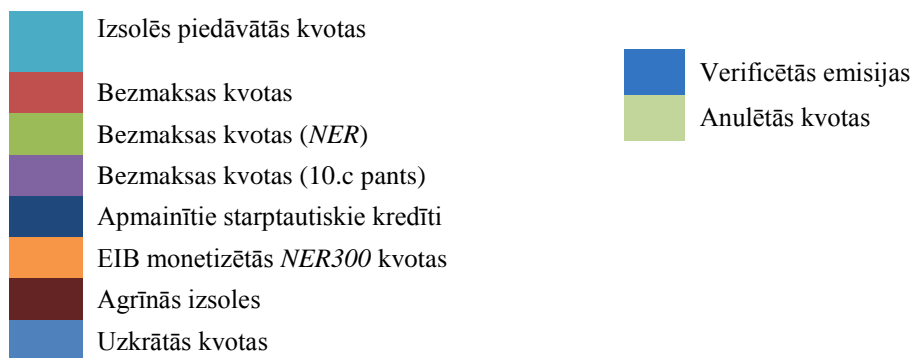 Izsolēs piedāvātās kvotas
Bezmaksas kvotas
Bezmaksas kvotas (NER)
Bezmaksas kvotas (10.c pants)
Apmainītie starptautiskie kredīti
EIB monetizētās NER300 kvotas
Agrīnās izsoles
Uzkrātās kvotas
Verificētās emisijas
Anulētās kvotas